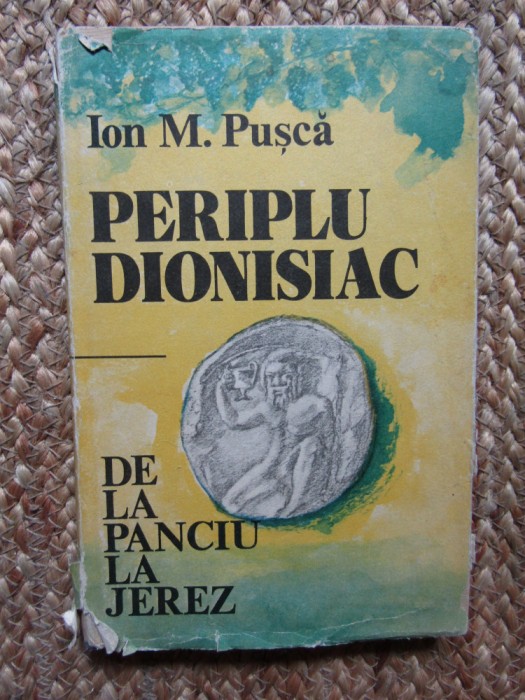 Ion M. Pușcă
PERIPLU
DIONISIAC
DE
LA
PANCIU
LA
JEREZ